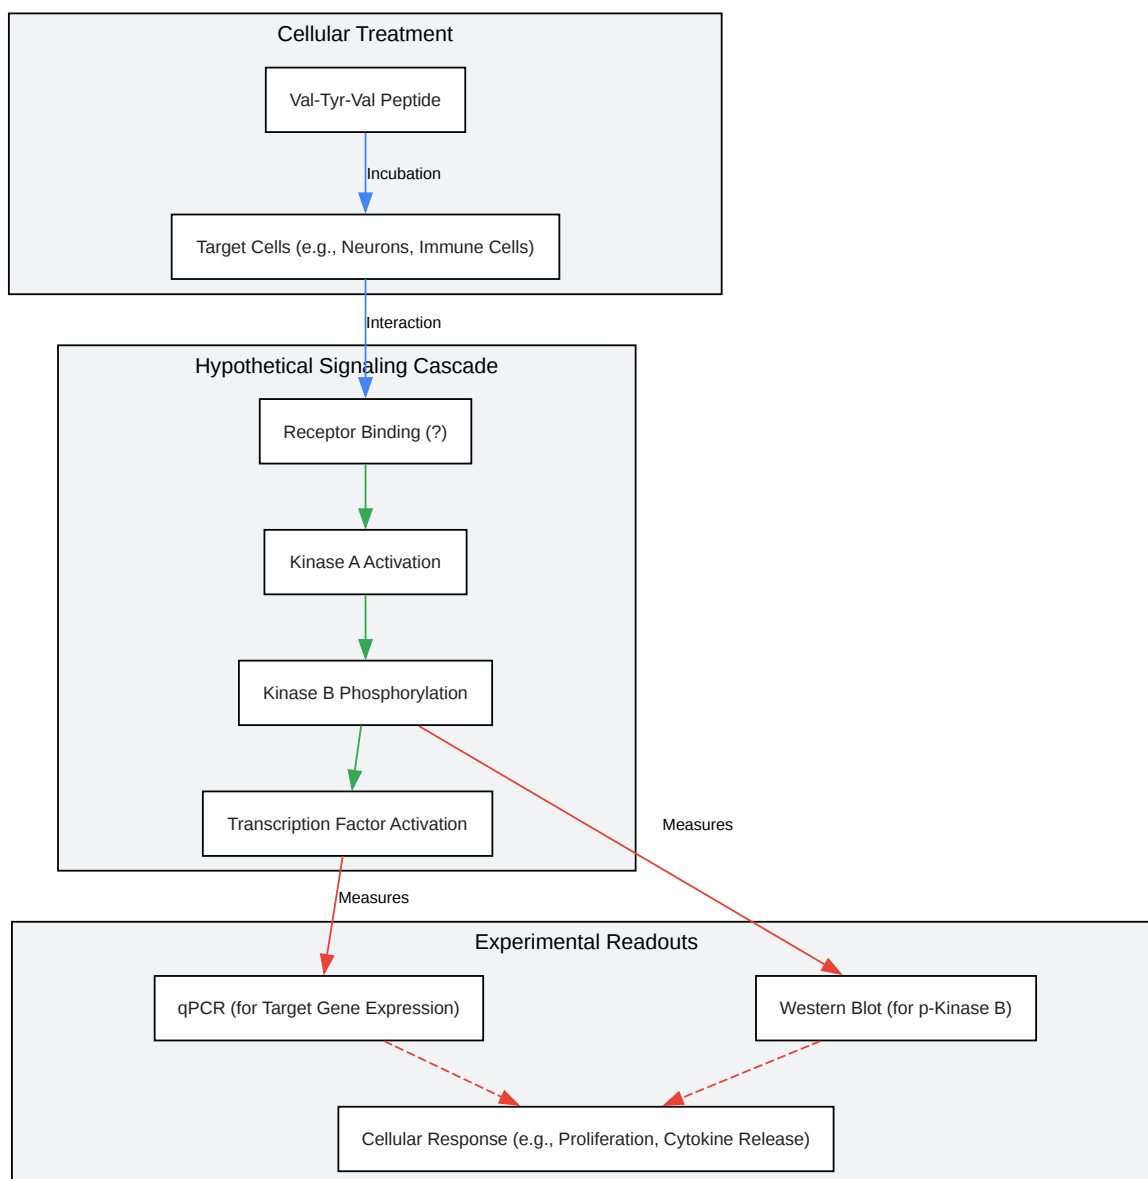 Cellular Treatment
Val-Tyr-Val Peptide
Incubation
Target Cells (e.g., Neurons, Immune Cells)
Interaction
Hypothetical Signaling Cascade
Receptor Binding (?)
Kinase A Activation
Kinase B Phosphorylation
Transcription Factor Activation
Measures
Measures
Experimental Readouts
qPCR (for Target Gene Expression)
Western Blot (for p-Kinase B)
Cellular Response (e.g., Proliferation, Cytokine Release)